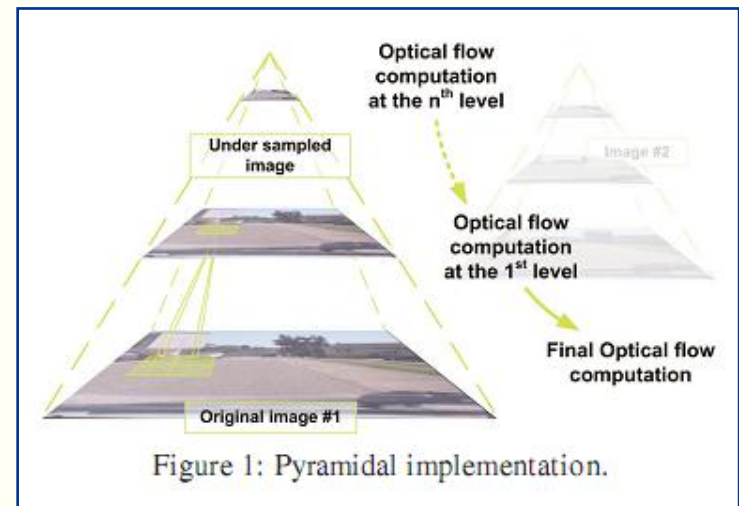 Optical flow
computation
at the nth level
Under sampled
image
Image #2
Optical flow
computation
at the 1st level
Final Optical flow
computation
Original image #1
Figure 1: Pyramidal implementation.